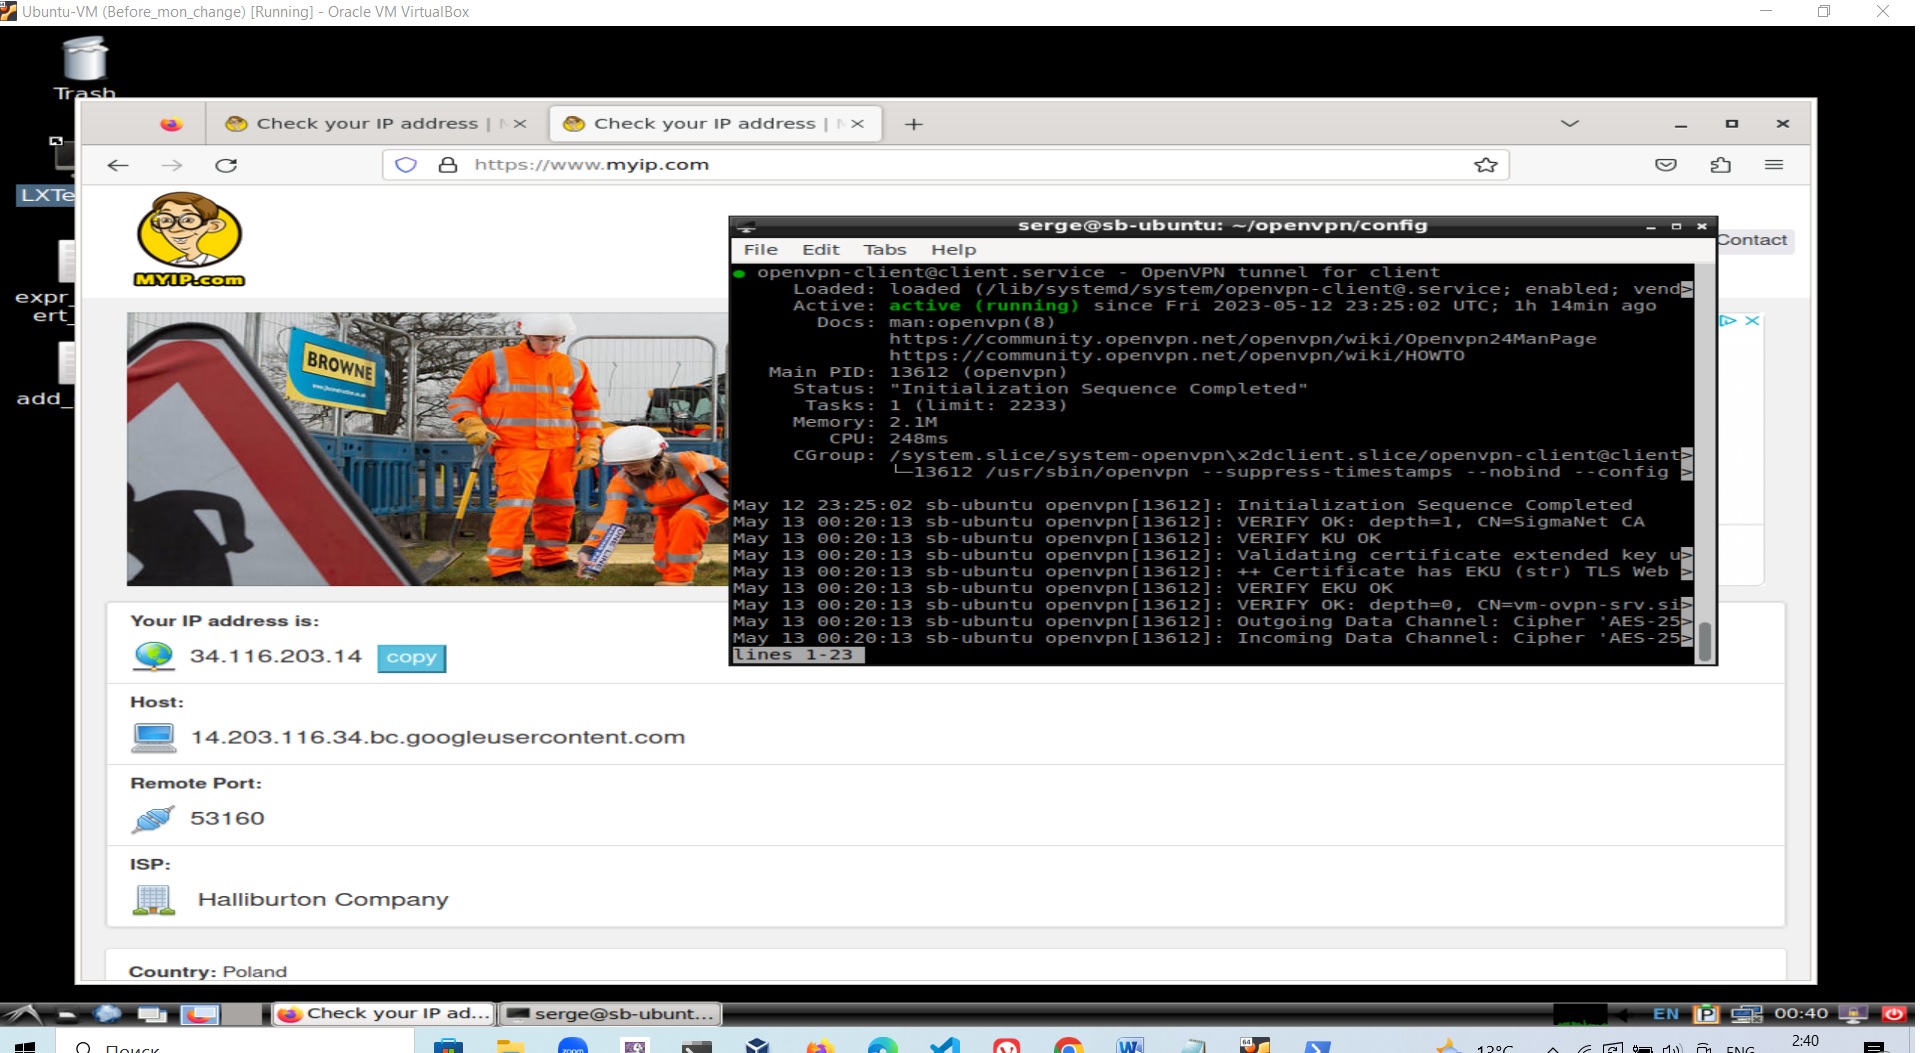 Ubuntu-VM (Before_mon_change) [Running] - Oracle VM VirtualBox
Trash
Check your IP address |
Check your IP address |
https://www.myip.com
LXTe
MYIP.com
Contact
expr_
ert_
add_
BROWNE
serge@sb-ubuntu: ~/openvpn/config
File Edit Tabs Help
● openvpn-client@client.service - OpenVPN tunnel for client
Loaded: loaded (/lib/systemd/system/openvpn-client@.service; enabled; vend>
Active: active (running) since Fri 2023-05-12 23:25:02 UTC; 1h 14min ago
Docs: man:openvpn(8)
https://community.openvpn.net/openvpn/wiki/Openvpn24ManPage
https://community.openvpn.net/openvpn/wiki/HOWTO
Main PID: 13612 (openvpn)
Status: "Initialization Sequence Completed"
Tasks: 1 (limit: 2233)
Memory: 2.1M
CPU: 248ms
CGroup: /system.slice/system-openvpn\x2dclient.slice/openvpn-client@client>
└─13612 /usr/sbin/openvpn --suppress-timestamps --nobind --config >
May 12 23:25:02 sb-ubuntu openvpn[13612]: Initialization Sequence Completed
May 13 00:20:13 sb-ubuntu openvpn[13612]: VERIFY OK: depth=1, CN=SigmaNet CA
May 13 00:20:13 sb-ubuntu openvpn[13612]: VERIFY KU OK
May 13 00:20:13 sb-ubuntu openvpn[13612]: Validating certificate extended key u>
May 13 00:20:13 sb-ubuntu openvpn[13612]: ++ Certificate has EKU (str) TLS Web >
May 13 00:20:13 sb-ubuntu openvpn[13612]: VERIFY EKU OK
May 13 00:20:13 sb-ubuntu openvpn[13612]: VERIFY OK: depth=0, CN=vm-ovpn-srv.si>
May 13 00:20:13 sb-ubuntu openvpn[13612]: Outgoing Data Channel: Cipher 'AES-25>
May 13 00:20:13 sb-ubuntu openvpn[13612]: Incoming Data Channel: Cipher 'AES-25>
lines 1-23
Your IP address is:
34.116.203.14 copy
Host:
14.203.116.34.bc.googleusercontent.com
Remote Port:
53160
ISP:
Halliburton Company
Country: Poland
Check your IP ad...
serge@sb-ubunt...
EN
00:40
Поиск
zoom
13°C
ENG
2:40